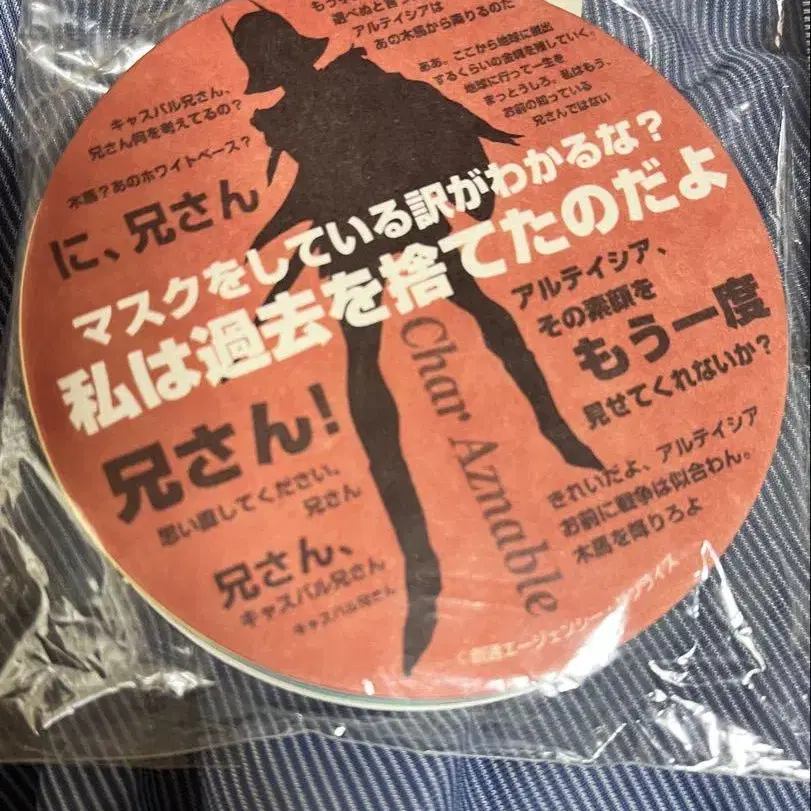 アルテイシアは
あの木馬から降りるのだ
ああ。ここから地球に脱出
するくらいの金塊を残していく。
地球に行って一生を
まっとうしろ。私はもう、
お前の知っている
兄さんではない
キャスバル兄さん、
兄さん何を考えてるの？
木馬？あのホワイトベース？
に、兄さん
マスクをしている訳がわかるな？
私は過去を捨てたのだよ
アルテイシア、
その素顔を
もう一度
見せてくれないか？
兄さん!
思い直してください、
兄さん
Char Aznable
きれいだよ、アルテイシア
お前に戦争は似合わん。
木馬を降りろよ
兄さん、
キャスバル兄さん
キャスバル兄さん
創通エージェンシー